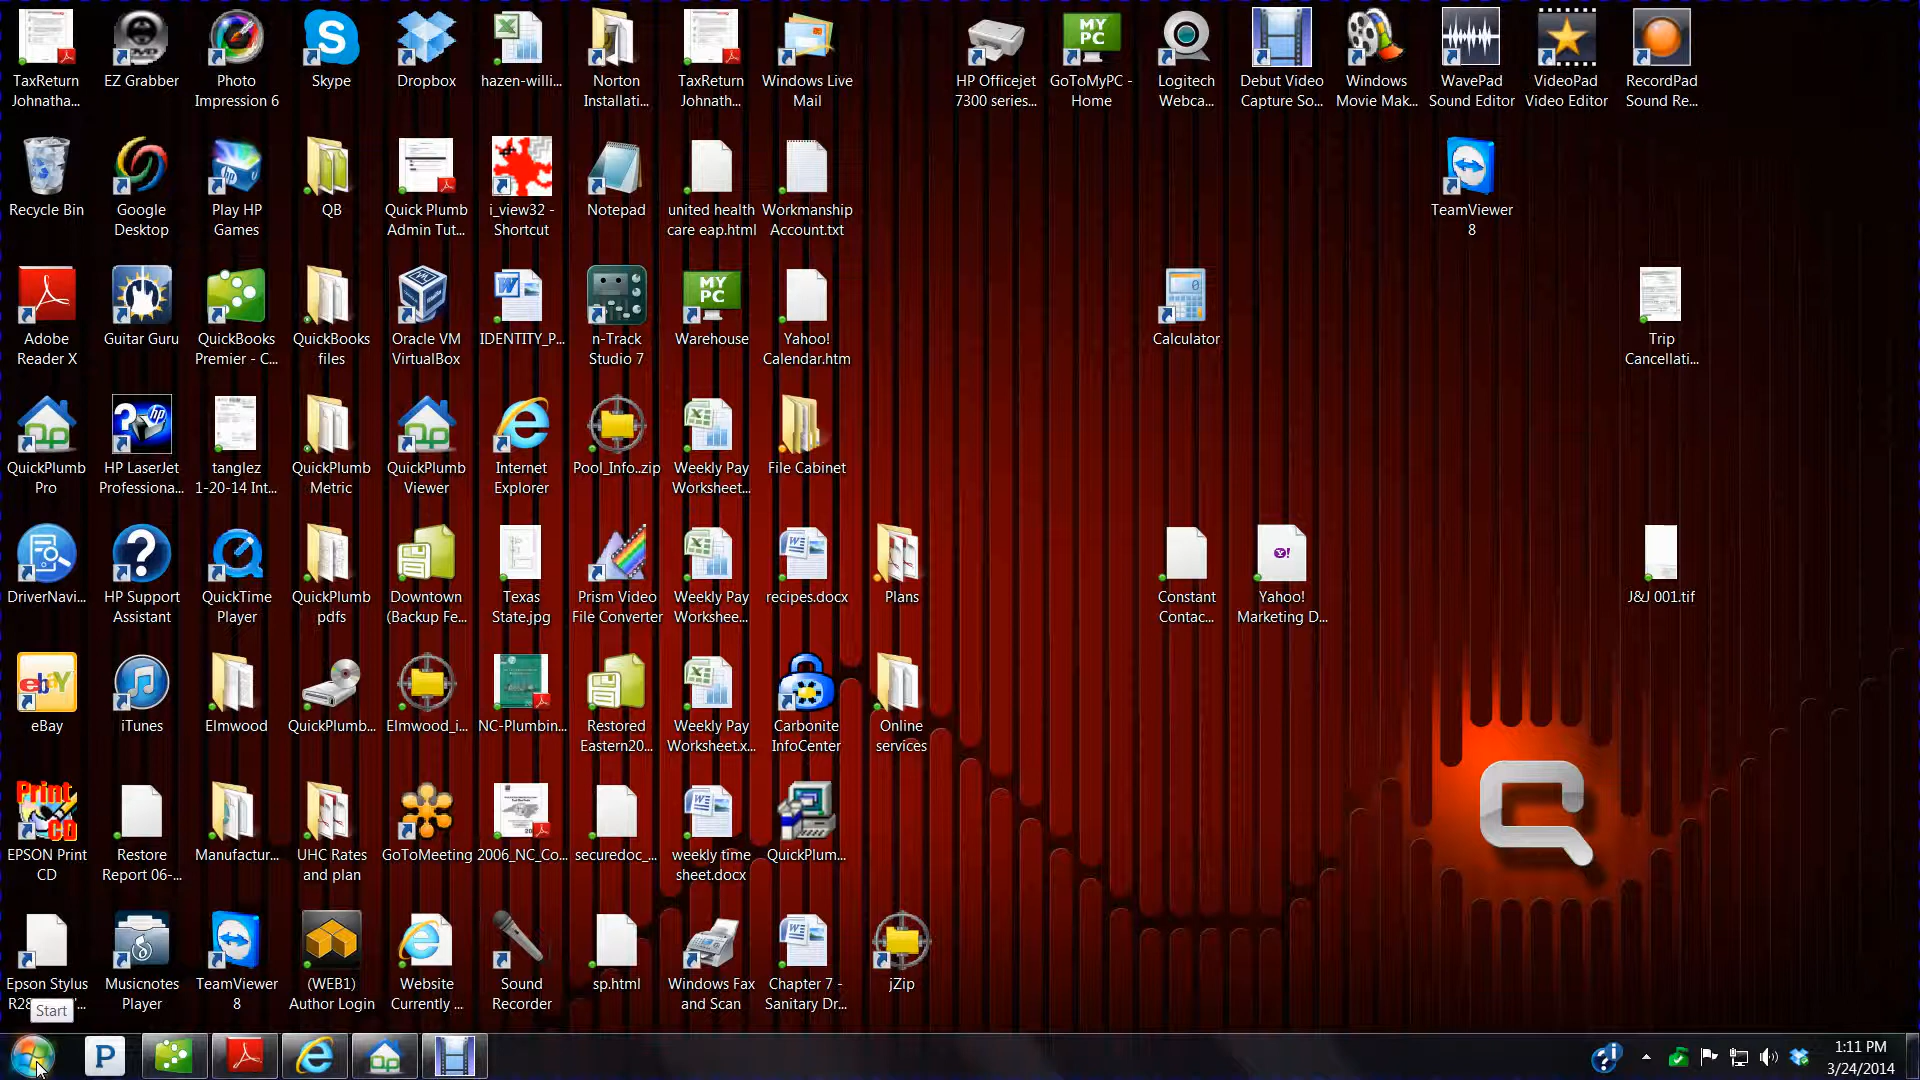 TaxReturn
Johnatha...
EZ Grabber
Photo
Impression 6
Skype
Dropbox
hazen-willi...
Norton
Installati...
TaxReturn
Johnath...
Windows Live
Mail
HP Officejet
7300 series...
MY
PC
GoToMyPC -
Home
Logitech
Webca...
Debut Video
Capture So...
Windows
Movie Mak...
WavePad
Sound Editor
VideoPad
Video Editor
RecordPad
Sound Re...
Recycle Bin
Google
Desktop
Play HP
Games
QB
Quick Plumb
Admin Tut...
i_view32 -
Shortcut
Notepad
united health
care eap.html
Workmanship
Account.txt
TeamViewer
8
Adobe
Reader X
Guitar Guru
QuickBooks
Premier - C...
QuickBooks
files
Oracle VM
VirtualBox
IDENTITY_P...
n-Track
Studio 7
MY
PC
Warehouse
Yahoo!
Calendar.htm
Calculator
Trip
Cancellati...
QuickPlumb
Pro
HP LaserJet
Professiona...
tanglez
1-20-14 Int...
QuickPlumb
Metric
QuickPlumb
Viewer
Internet
Explorer
Pool_Info..zip
Weekly Pay
Worksheet...
File Cabinet
DriverNavi...
HP Support
Assistant
QuickTime
Player
QuickPlumb
pdfs
Downtown
(Backup Fe...
Texas
State.jpg
Prism Video
File Converter
Weekly Pay
Workshee...
recipes.docx
Plans
Constant
Contac...
Yahoo!
Marketing D...
J&J 001.tif
ebay
eBay
iTunes
Elmwood
QuickPlumb...
Elmwood_i...
NC-Plumbin...
Restored
Eastern20...
Weekly Pay
Worksheet.x...
Carbonite
InfoCenter
Online
services
Print
CD
EPSON Print
CD
Restore
Report 06-...
Manufactur...
UHC Rates
and plan
GoToMeeting
2006_NC_Co...
securedoc_...
weekly time
sheet.docx
QuickPlum...
Epson Stylus
Musicnotes
Player
TeamViewer
8
(WEB1)
Author Login
Website
Currently ...
Sound
Recorder
sp.html
Windows Fax
and Scan
Chapter 7 -
Sanitary Dr...
jZip
Start
1:11 PM
3/24/2014